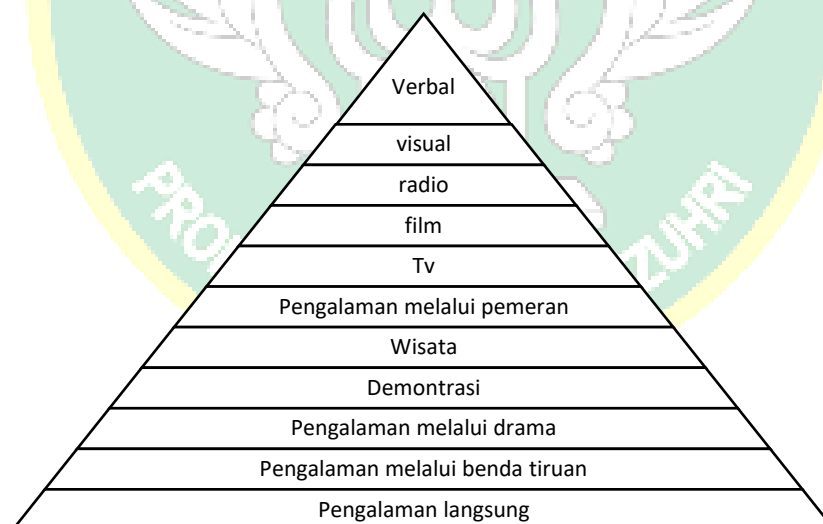 Verbal
visual
radio
film
Tv
Pengalaman melalui pemeran
Wisata
Demontrasi
Pengalaman melalui drama
Pengalaman melalui benda tiruan
Pengalaman langsung
ZUHRI